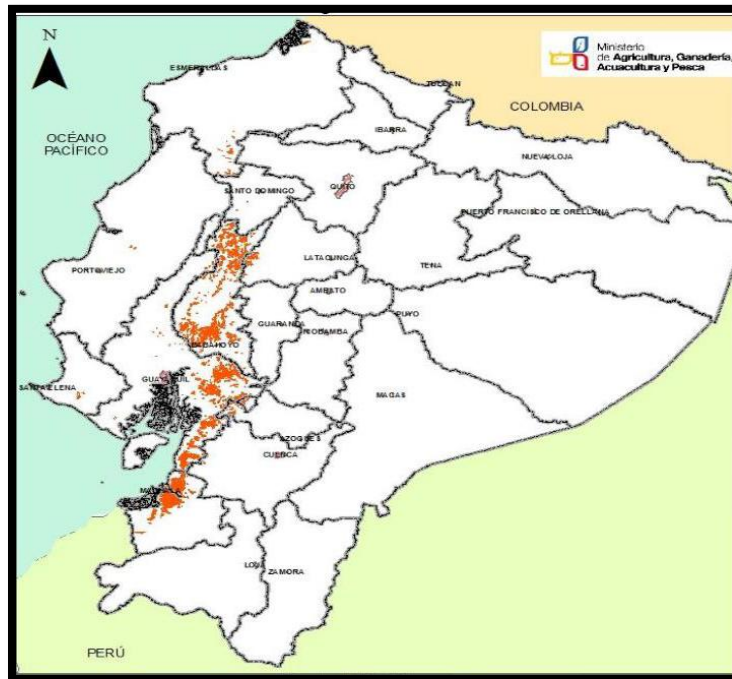 N
Ministerio
de Agricultura, Ganadería,
Acuacultura y Pesca
ESMERALDAS
TULCAN
COLOMBIA
OCÉANO
PACÍFICO
IBARRA
NUEVA LOJA
SANTO DOMINGO
QUITO
PUERTO FRANCISCO DE ORELLANA
PORTOVIEJO
LATACUNGA
TENA
AMBATO
GUARANDA
PUYO
RIOBAMBA
BABAHOYO
SANTA ELENA
GUAYAQUIL
MACAS
AZOGUES
CUENCA
MACHALA
LOJA
ZAMORA
PERÚ